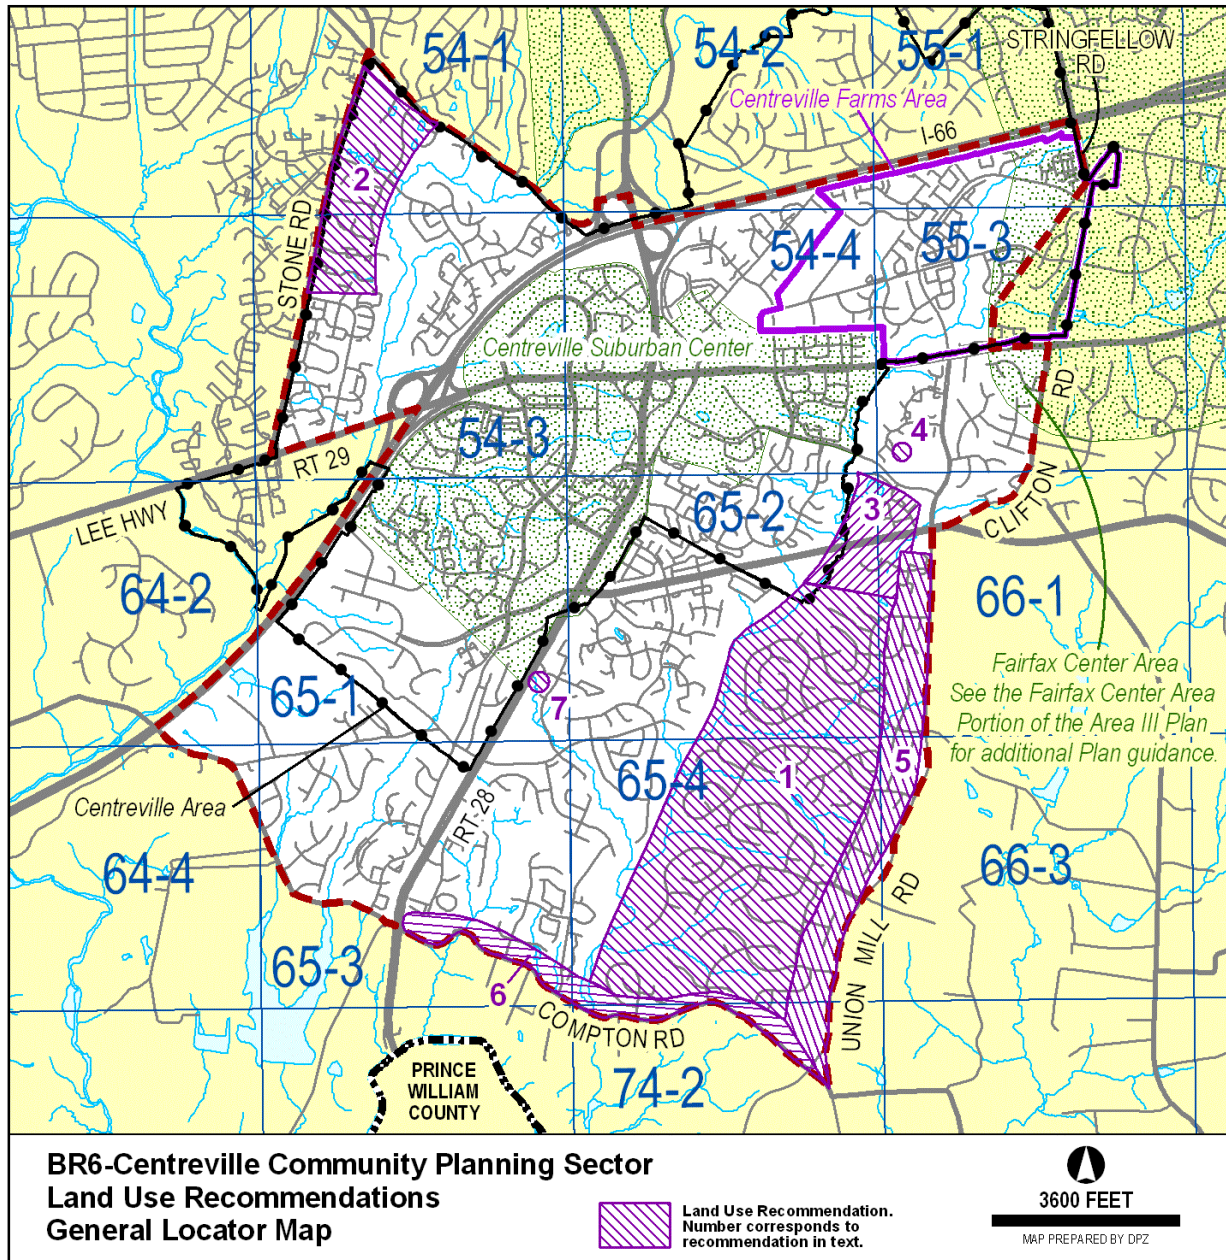 54-1
54-2
55-1
STRINGFELLOW
RD
Centreville Farms Area
I-66
2
STONE RD
54-4
55-3
Centreville Suburban Center
54-3
RT 29
LEE HWY
4
RD
CLIFTON
65-2
3
64-2
66-1
Fairfax Center Area
See the Fairfax Center Area
Portion of the Area III Plan
for additional Plan guidance.
65-1
7
65-4
1
5
Centreville Area
RT-28
64-4
66-3
65-3
6
COMPTON RD
UNION MILL RD
PRINCE
WILLIAM
COUNTY
74-2
BR6-Centreville Community Planning Sector
Land Use Recommendations
General Locator Map
Land Use Recommendation.
Number corresponds to
recommendation in text.
3600 FEET
MAP PREPARED BY DPZ